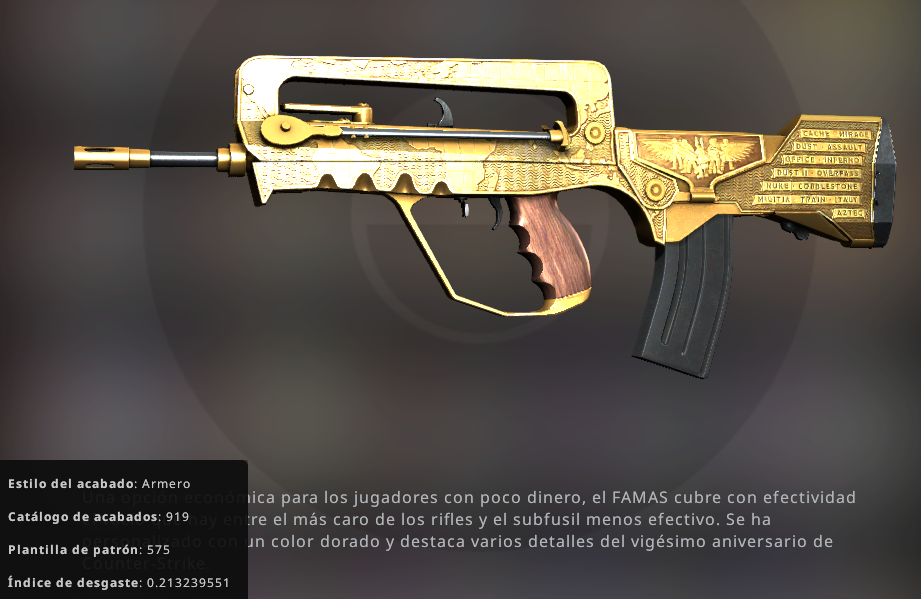 CACHE · MIRAGE
DUST · ASSAULT
OFFICE · INFERNO
DUST II · OVERPASS
NUKE · COBBLESTONE
MILITIA · TRAIN · ITALY
AZTEC
Estilo del acabado: Armero
Catálogo de acabados: 919
Plantilla de patrón: 575
Índice de desgaste: 0.213239551
Una opción económica para los jugadores con poco dinero, el FAMAS cubre con efectividad
hay entre el más caro de los rifles y el subfusil menos efectivo. Se ha
personalizado con un color dorado y destaca varios detalles del vigésimo aniversario de
Counter-Strike.